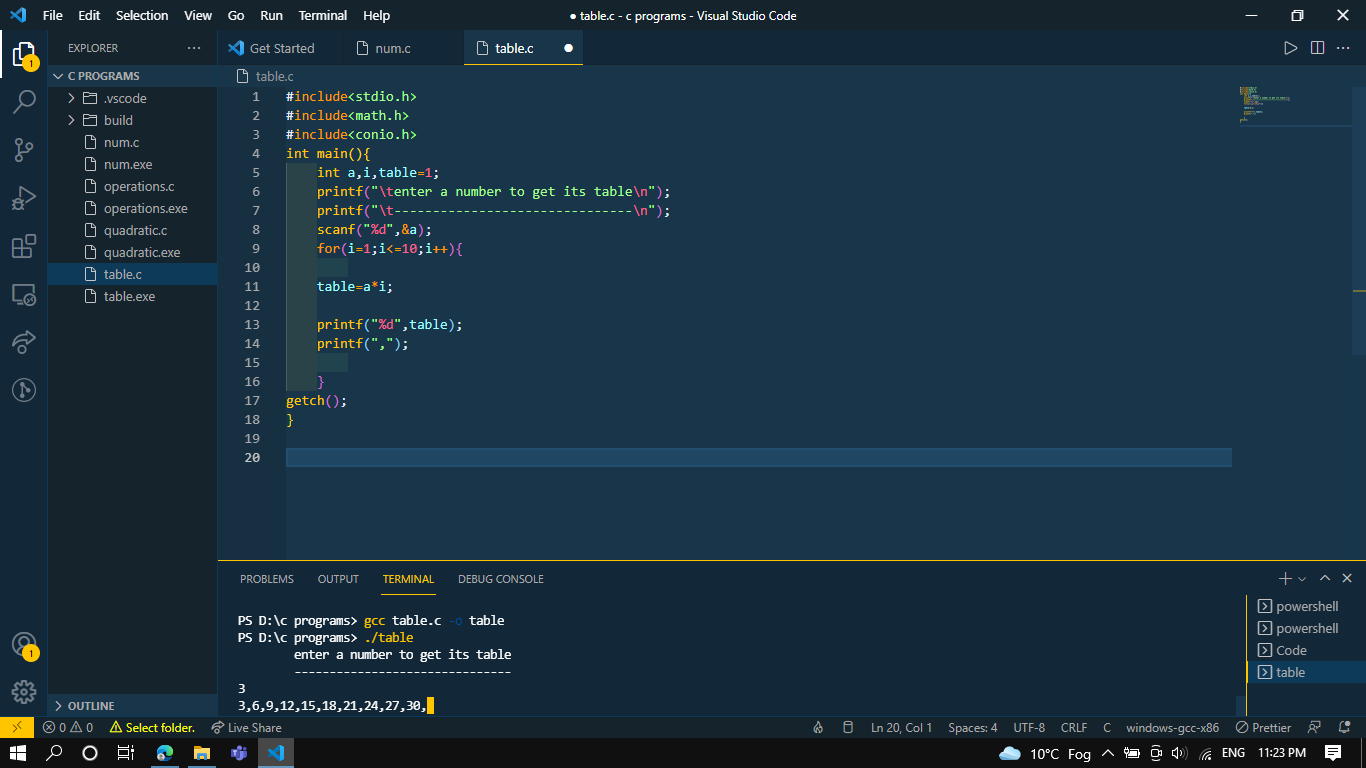 File Edit Selection View Go Run Terminal Help
● table.c - c programs - Visual Studio Code
EXPLORER
Get Started
num.c
table.c
C PROGRAMS
.vscode
build
num.c
num.exe
operations.c
operations.exe
quadratic.c
quadratic.exe
table.c
table.exe
OUTLINE
1
1
table.c
1 #include<stdio.h>
2 #include<math.h>
3 #include<conio.h>
4 int main(){
5 int a,i,table=1;
6 printf("\tenter a number to get its table\n");
7 printf("\t-------------------------------\n");
8 scanf("%d",&a);
9 for(i=1;i<=10;i++){
10
11 table=a*i;
12
13 printf("%d",table);
14 printf(",");
15
16 }
17 getch();
18 }
19
20
PROBLEMS OUTPUT TERMINAL DEBUG CONSOLE
PS D:\c programs> gcc table.c -o table
PS D:\c programs> ./table
enter a number to get its table
-------------------------------
3
3,6,9,12,15,18,21,24,27,30,
powershell
powershell
Code
table
0 0 Select folder. Live Share
Ln 20, Col 1 Spaces: 4 UTF-8 CRLF C windows-gcc-x86 Prettier
10°C Fog ENG 11:23 PM